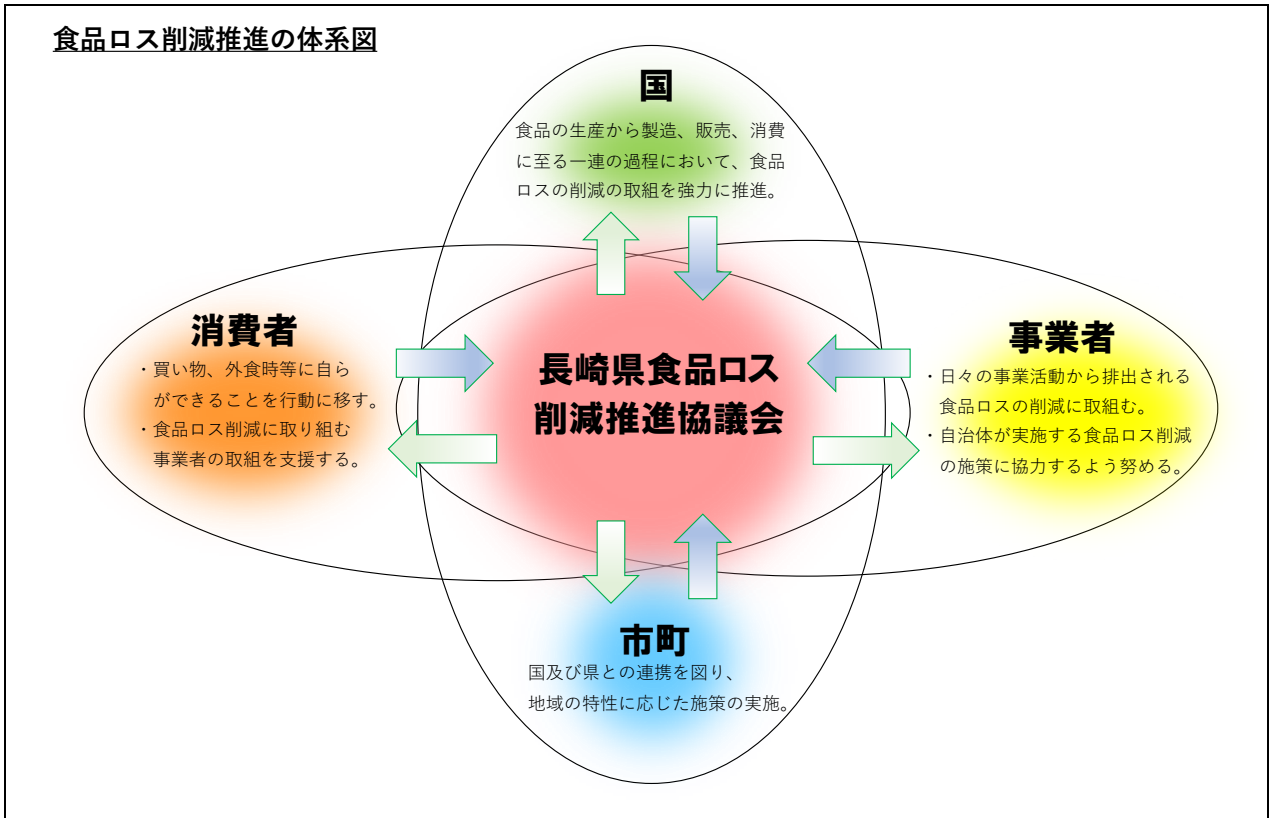 食品ロス削減推進の体系図
国
食品の生産から製造、販売、消費
に至る一連の過程において、食品
ロスの削減の取組を強力に推進。
消費者
・買い物、外食時等に自ら
ができることを行動に移す。
・食品ロス削減に取り組む
事業者の取組を支援する。
長崎県食品ロス
削減推進協議会
事業者
・日々の事業活動から排出される
食品ロスの削減に取組む。
・自治体が実施する食品ロス削減
の施策に協力するよう努める。
市町
国及び県との連携を図り、
地域の特性に応じた施策の実施。